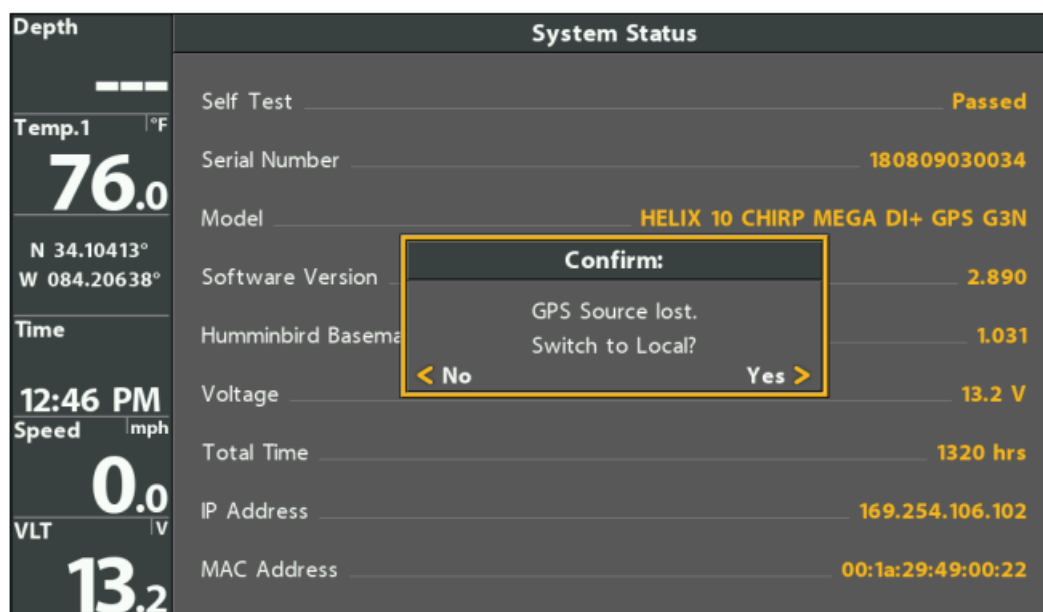 Depth
System Status
---
Temp.1 °F
76.0
N 34.10413°
W 084.20638°
Time
12:46 PM
Speed mph
0.0
VLT V
13.2
Self Test Passed
Serial Number 180809030034
Model HELIX 10 CHIRP MEGA DI+ GPS G3N
Software Version 2.890
Humminbird Basema 1.031
Voltage 13.2 V
Total Time 1320 hrs
IP Address 169.254.106.102
MAC Address 00:1a:29:49:00:22
Confirm:
GPS Source lost.
Switch to Local?
< No Yes >